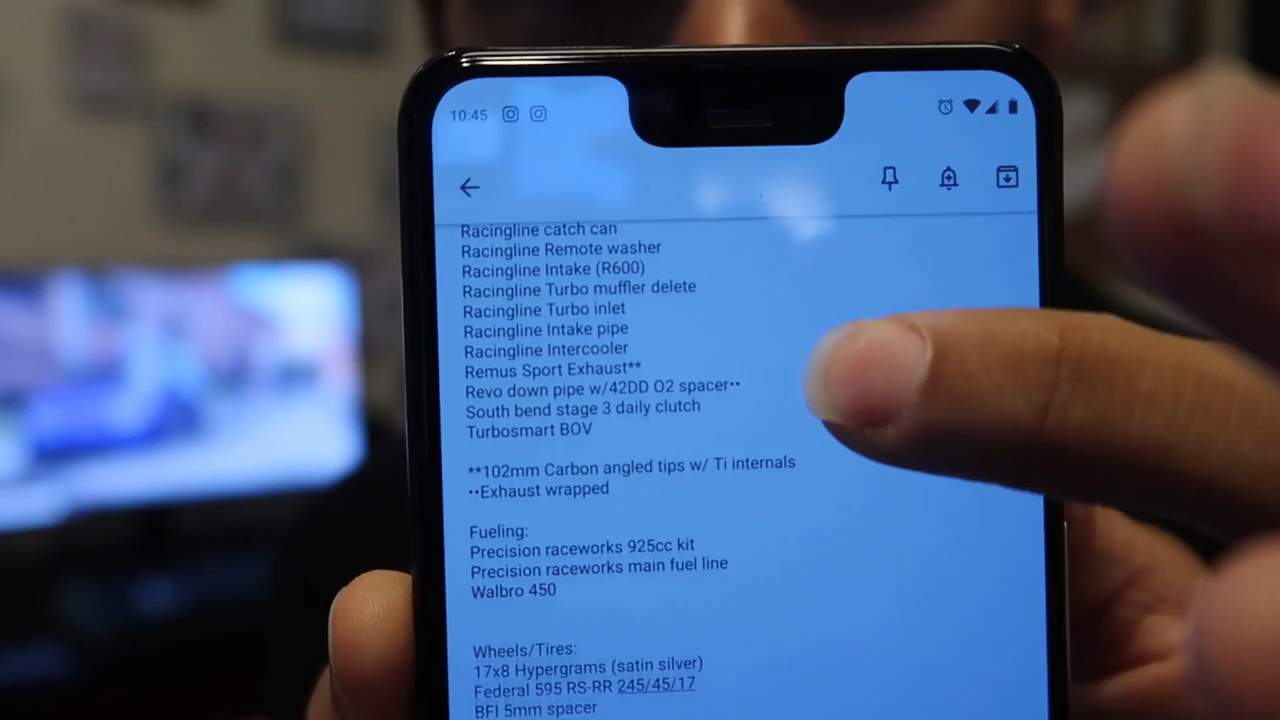 10:45
Racingline catch can
Racingline Remote washer
Racingline Intake (R600)
Racingline Turbo muffler delete
Racingline Turbo inlet
Racingline Intake pipe
Racingline Intercooler
Remus Sport Exhaust**
Revo down pipe w/42DD O2 spacer••
South bend stage 3 daily clutch
Turbosmart BOV
**102mm Carbon angled tips w/ Ti internals
••Exhaust wrapped
Fueling:
Precision raceworks 925cc kit
Precision raceworks main fuel line
Walbro 450
Wheels/Tires:
17x8 Hypergrams (satin silver)
Federal 595 RS-RR 245/45/17
BFI 5mm spacer